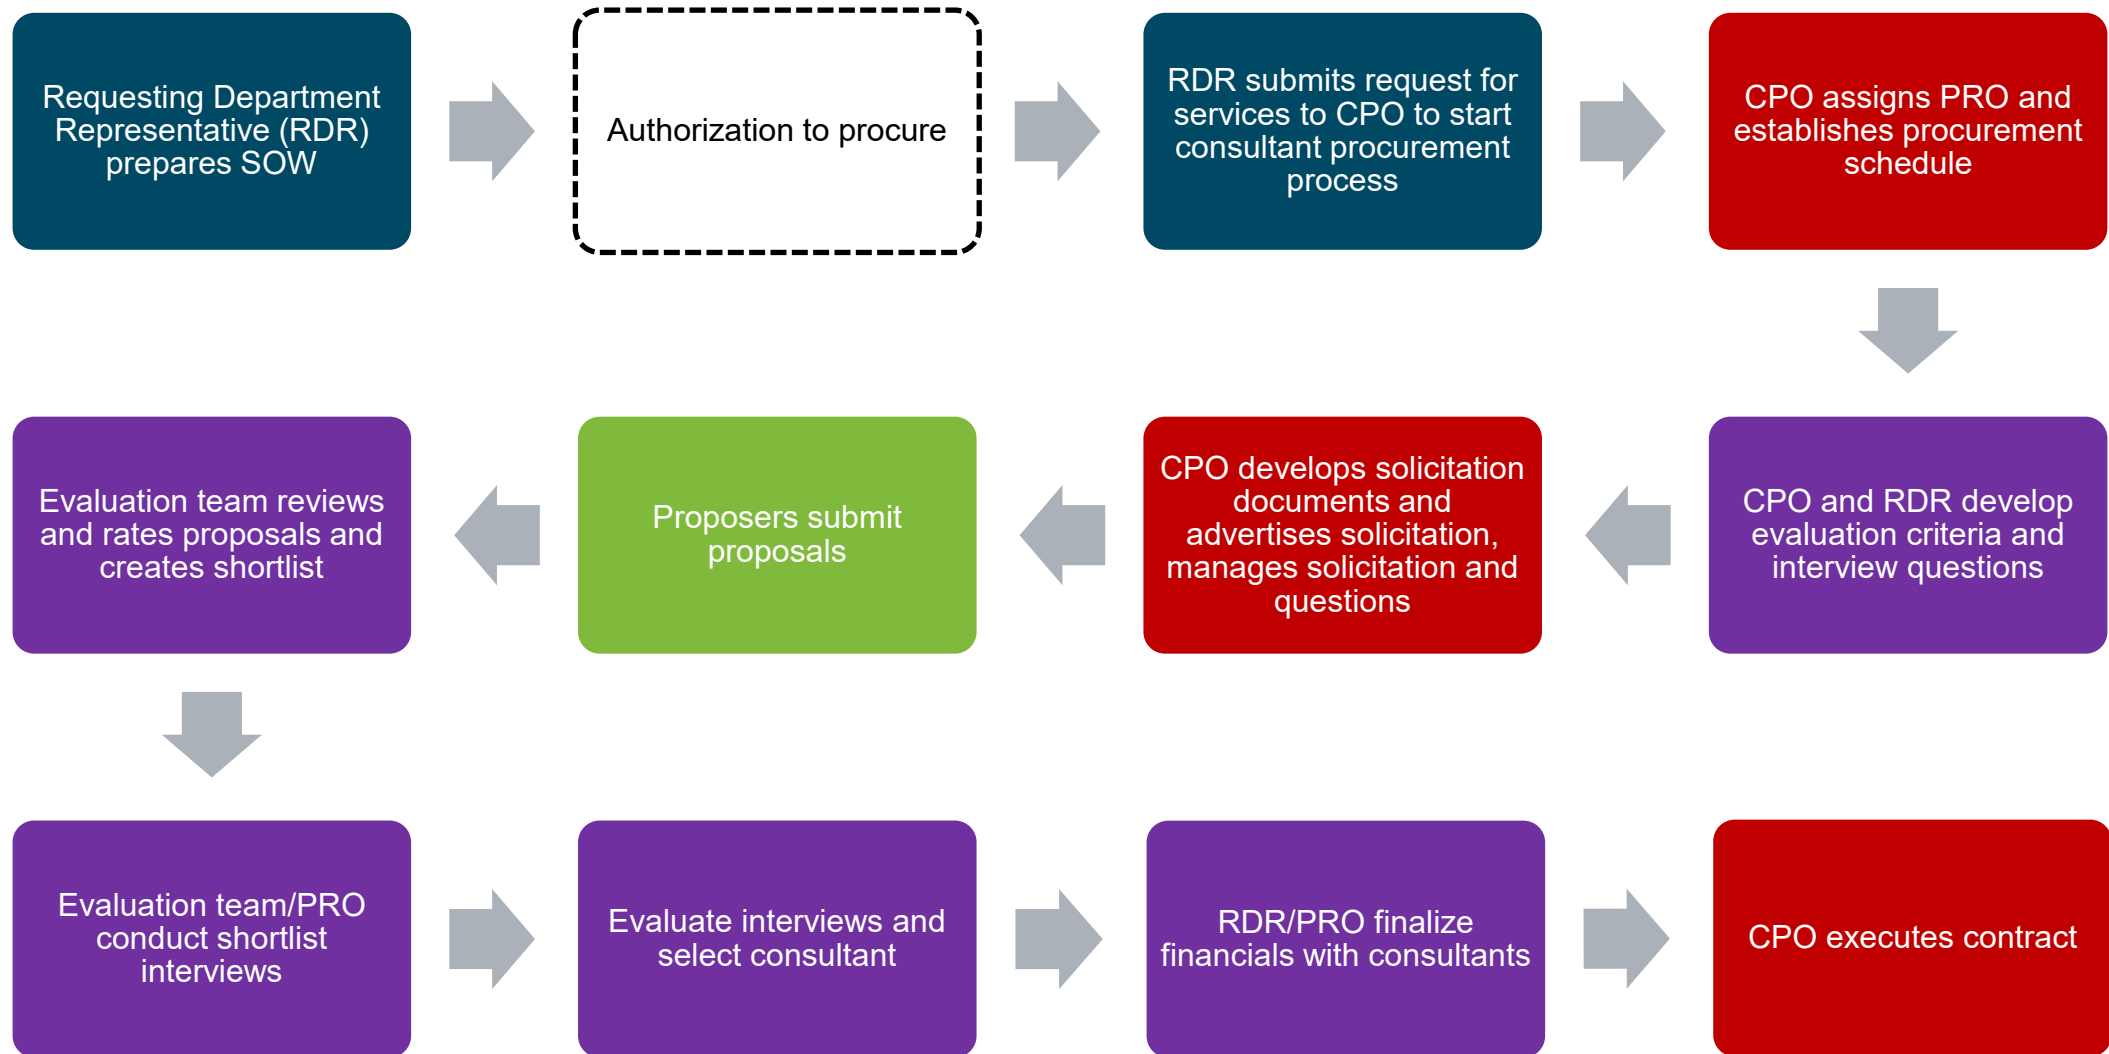 Requesting Department
Representative (RDR)
prepares SOW
Authorization to procure
RDR submits request for
services to CPO to start
consultant procurement
process
CPO assigns PRO and
establishes procurement
schedule
CPO and RDR develop
evaluation criteria and
interview questions
CPO develops solicitation
documents and
advertises solicitation,
manages solicitation and
questions
Proposers submit
proposals
Evaluation team reviews
and rates proposals and
creates shortlist
Evaluation team/PRO
conduct shortlist
interviews
Evaluate interviews and
select consultant
RDR/PRO finalize
financials with consultants
CPO executes contract